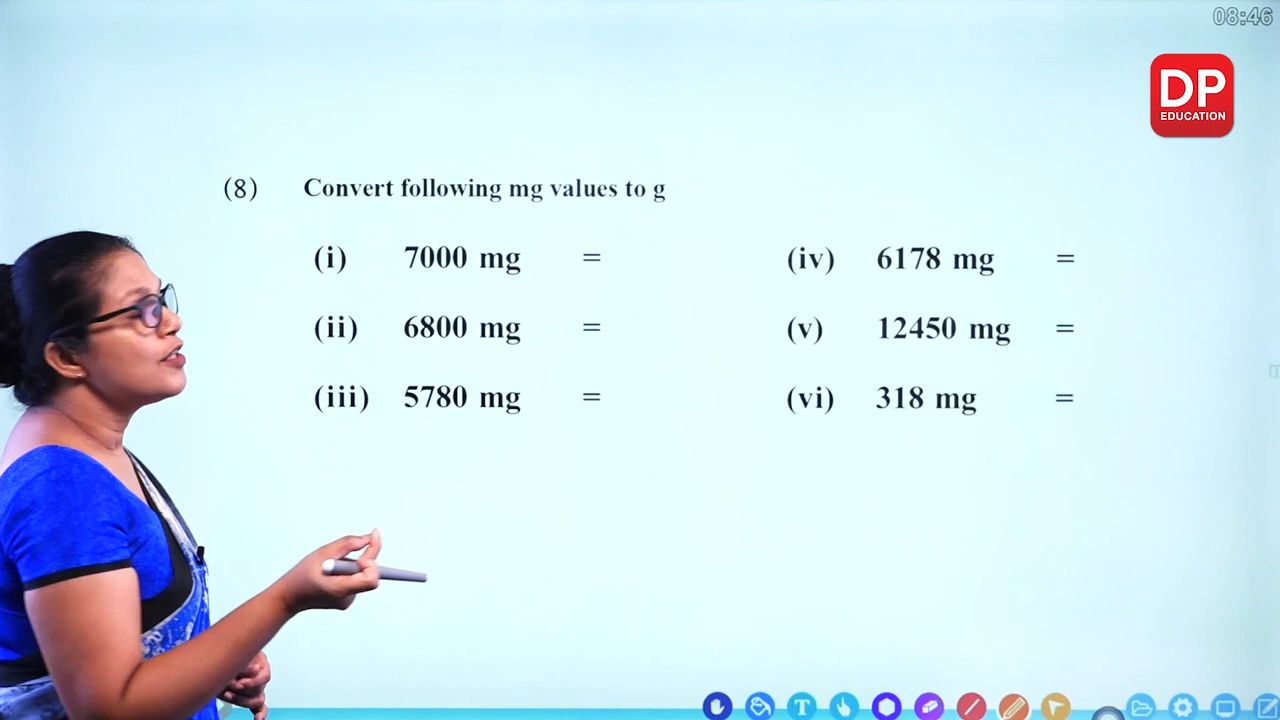 08:46
DP
EDUCATION
(8) Convert following mg values to g
(i) 7000 mg = (iv) 6178 mg =
(ii) 6800 mg = (v) 12450 mg =
(iii) 5780 mg = (vi) 318 mg =
T